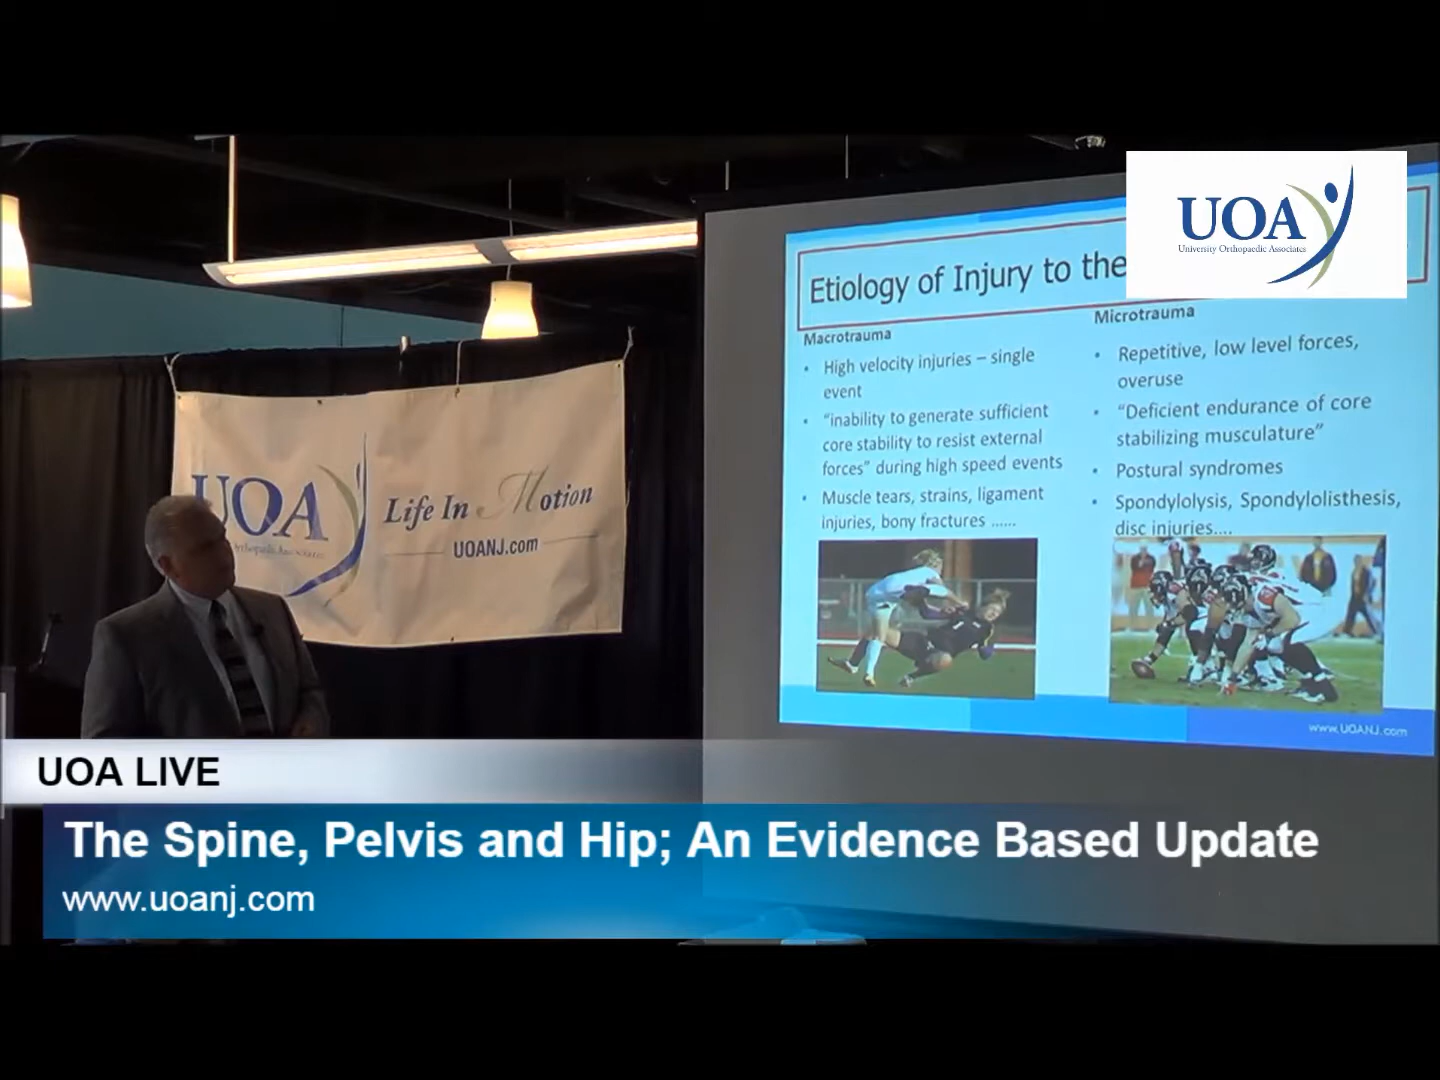 UOA
University Orthopaedic Associates
Etiology of Injury to the
Macrotrauma
• High velocity injuries – single
event
• "inability to generate sufficient
core stability to resist external
forces" during high speed events
• Muscle tears, strains, ligament
injuries, bony fractures ......
Microtrauma
• Repetitive, low level forces,
overuse
• "Deficient endurance of core
stabilizing musculature"
• Postural syndromes
• Spondylolysis, Spondylolisthesis,
disc injuries....
www.UOANJ.com
UOA
Orthopaedic Associates
Life In Motion
UOANJ.com
UOA LIVE
The Spine, Pelvis and Hip; An Evidence Based Update
www.uoanj.com